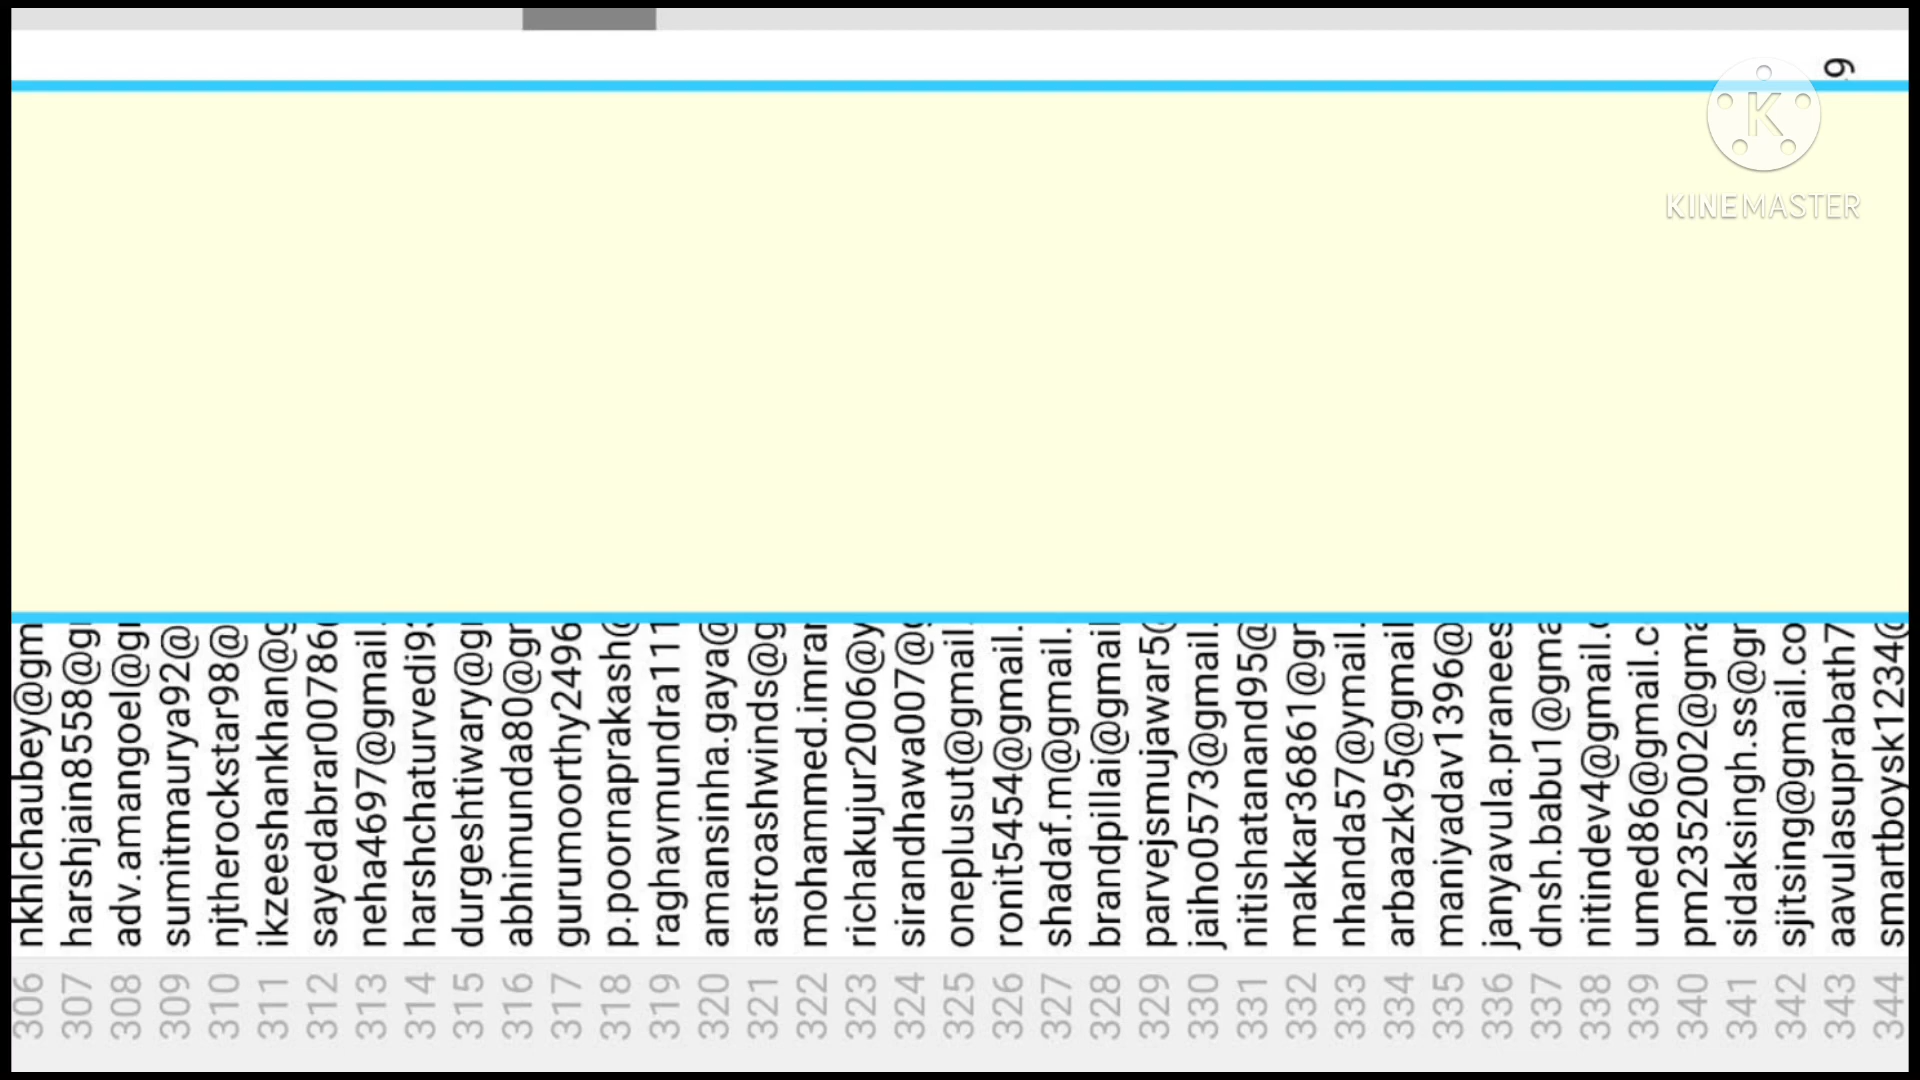 9
KINEMASTER
306 nkhlchaubey@gm
307 harshjain8558@g
308 adv.amangoel@g
309 sumitmaurya92@
310 njtherockstar98@
311 ikzeeshankhan@g
312 sayedabrar00786
313 neha4697@gmail.
314 harshchaturvedi9
315 durgeshtiwary@g
316 abhimunda80@g
317 gurumoorthy2496
318 p.poornaprakash@
319 raghavmundra111
320 amansinha.gaya@
321 astroashwinds@g
322 mohammed.imra
323 richakujur2006@y
324 sirandhawa007@
325 oneplusut@gmail.
326 ronit5454@gmail.
327 shadaf.m@gmail.
328 brandpillai@gmail
329 parvejsmujawar5
330 jaiho0573@gmail.
331 nitishatanand95@
332 makkar36861@g
333 nhanda57@ymail.
334 arbaazk95@gmail
335 maniyadav1396@
336 janyavula.pranees
337 dnsh.babu1@gma
338 nitindev4@gmail.
339 umed86@gmail.c
340 pm2352002@gm
341 sidaksingh.ss@g
342 sjitsing@gmail.co
343 aavulasuprabath7
344 smartboysk1234@